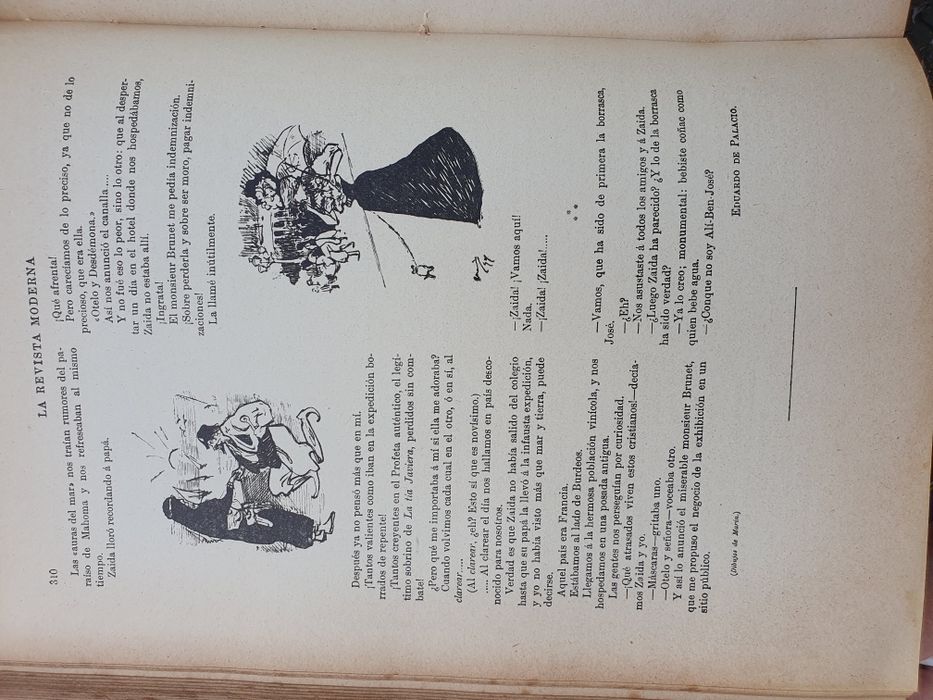 310
LA REVISTA MODERNA
Las «auras del mar» nos traían rumores del pa-
raíso de Mahoma y nos refrescaban al mismo
tiempo.
Zaida lloró recordando á papá.
Después ya no pensó más que en mí.
¡Tantos valientes como iban en la expedición bo-
rrados de repente!
¡Tantos creyentes en el Profeta auténtico, el legí-
timo sobrino de La tía Javiera, perdidos sin com-
bate!
¿Pero qué me importaba á mí si ella me adoraba?
Cuando volvimos cada cual en el otro, ó en sí, al
clarear....
(Al clarear, ¿eh? Esto sí que es novísimo.)
.... Al clarear el día nos hallamos en país desco-
nocido para nosotros.
Verdad es que Zaida no había salido del colegio
hasta que su papá la llevó á la infausta expedición,
y yo no había visto más que mar y tierra, puede
decirse.
Aquel país era Francia.
Estábamos al lado de Burdeos.
Llegamos á la hermosa población vinícola, y nos
hospedamos en una posada antigua.
Las gentes nos perseguían por curiosidad.
—¡Qué atrasados viven estos cristianos!—decía-
mos Zaida y yo.
—Máscaras—gritaba uno.
—Otelo y señora—voceaba otro.
Y así lo anunció el miserable monsieur Brunet,
que me propuso el negocio de la exhibición en un
sitio público.
(Dibujos de Marín.)
¡Qué afrenta!
Pero carecíamos de lo preciso, ya que no de lo
precioso, que era ella.
«Otelo y Desdémona.»
Así nos anunció el canalla....
Y no fué eso lo peor, sino lo otro: que al desper-
tar un día en el hotel donde nos hospedábamos,
Zaida no estaba allí.
¡Ingrata!
El monsieur Brunet me pedía indemnización.
¡Sobre perderla y sobre ser moro, pagar indemni-
zaciones!
La llamé inútilmente.
—¡Zaida! ¡Vamos aquí!
Nada.
—¡Zaida! ¡Zaida!.....
* * *
—Vamos, que ha sido de primera la borrasca,
José.
—¿Eh?
—Nos asustaste á todos los amigos y á Zaida.
—¿Luego Zaida ha parecido? ¿Y lo de la borrasca
ha sido verdad?
—Ya lo creo; monumental: bebiste coñac como
quien bebe agua.
—¿Conque no soy Alí-Ben-José?
EDUARDO DE PALACIO.